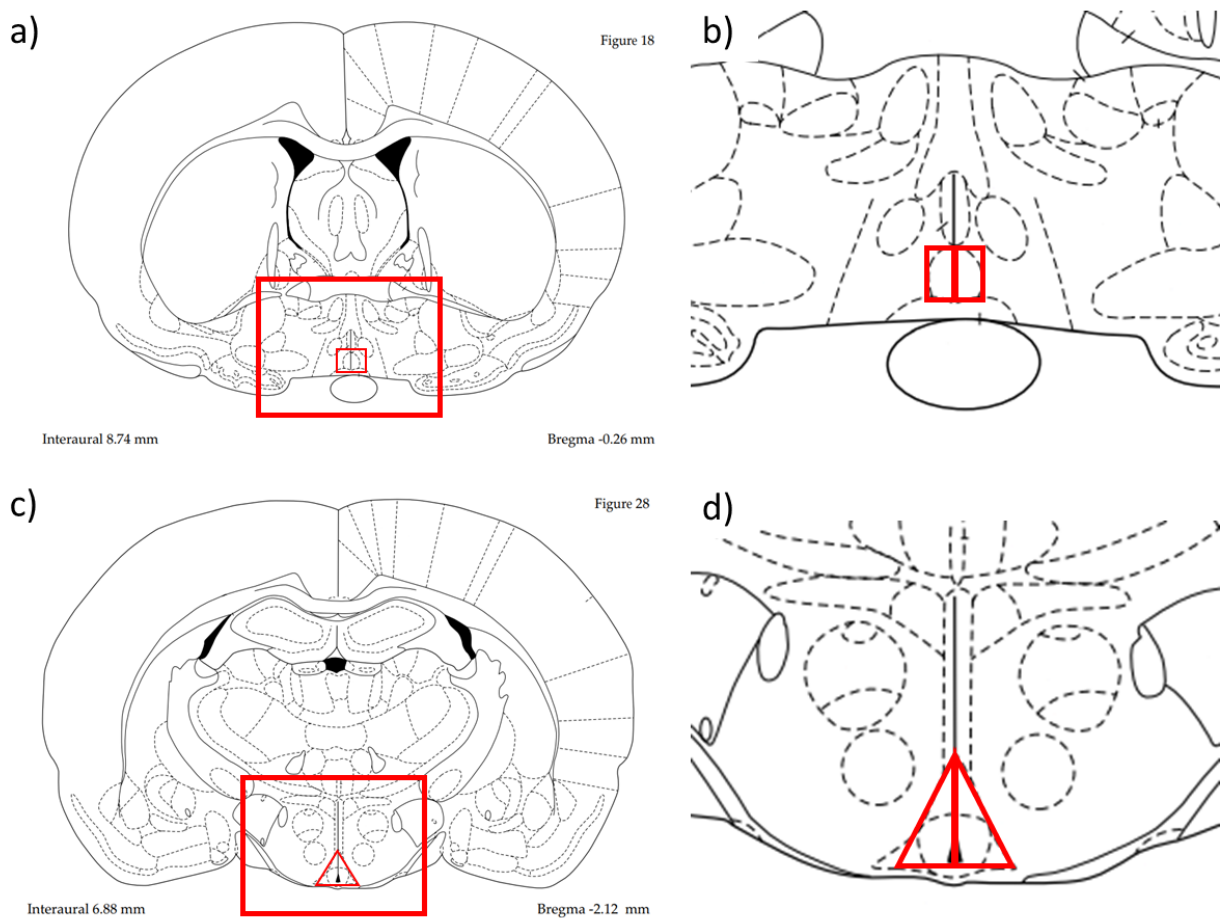 a)
Figure 18
b)
Interaural 8.74 mm
Bregma -0.26 mm
c)
Figure 28
d)
Interaural 6.88 mm
Bregma -2.12 mm